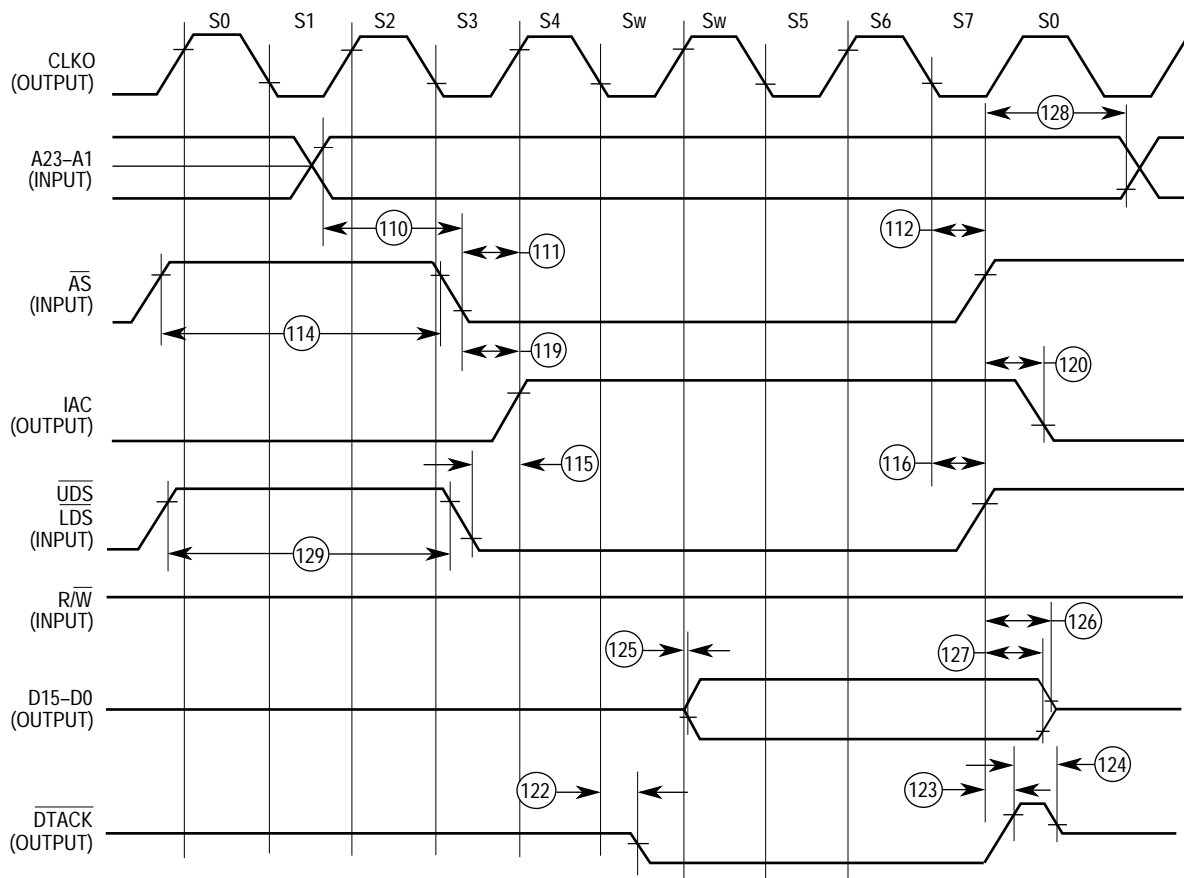 S0 S1 S2 S3 S4 Sw Sw S5 S6 S7 S0
CLKO
(OUTPUT)
128
A23–A1
(INPUT)
110
111
112
AS
(INPUT)
114
119
120
IAC
(OUTPUT)
115
116
UDS
LDS
(INPUT)
129
R/W
(INPUT)
126
125
127
D15–D0
(OUTPUT)
124
122
123
DTACK
(OUTPUT)